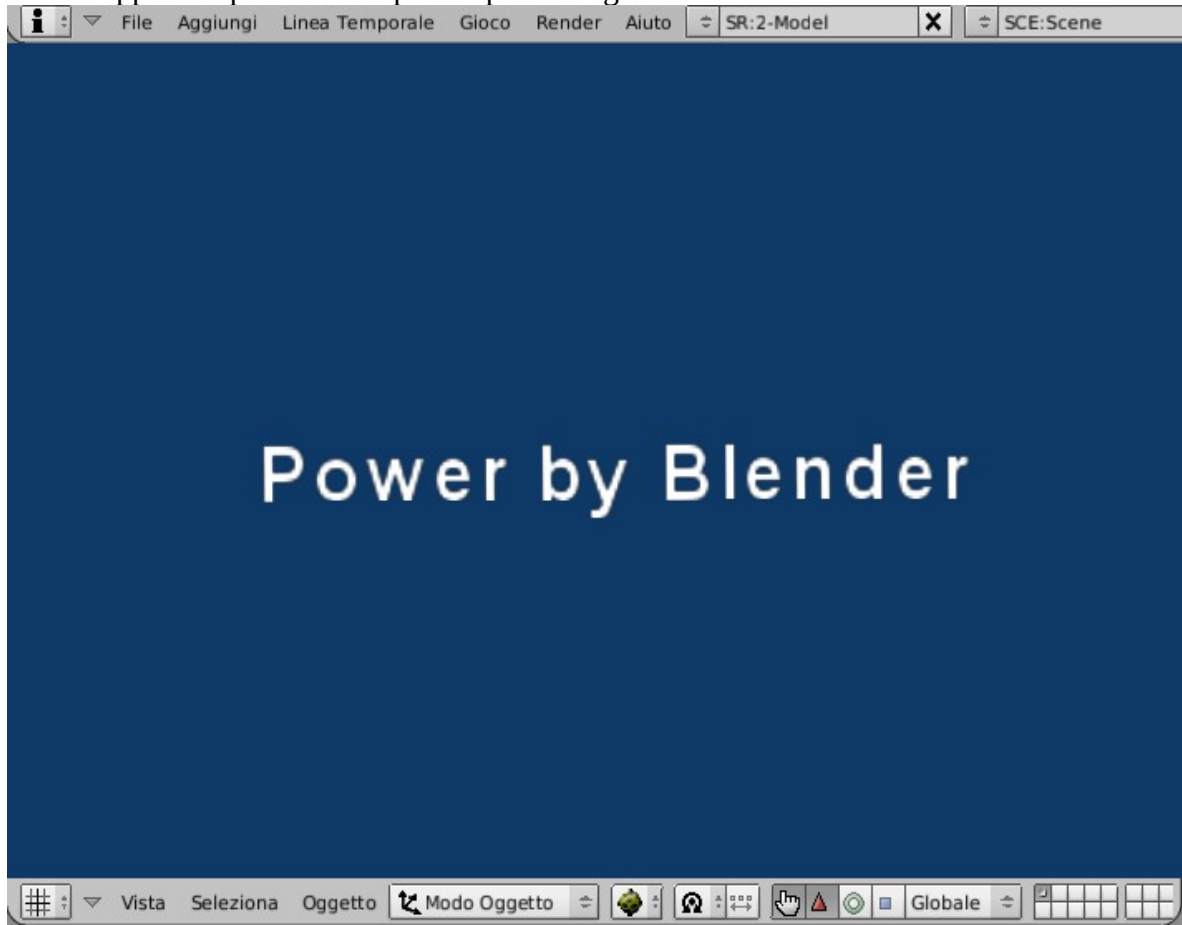 File Aggiungi Linea Temporale Gioco Render Aiuto SR:2-Model SCE:Scene
Power by Blender
Vista Seleziona Oggetto Modo Oggetto Globale